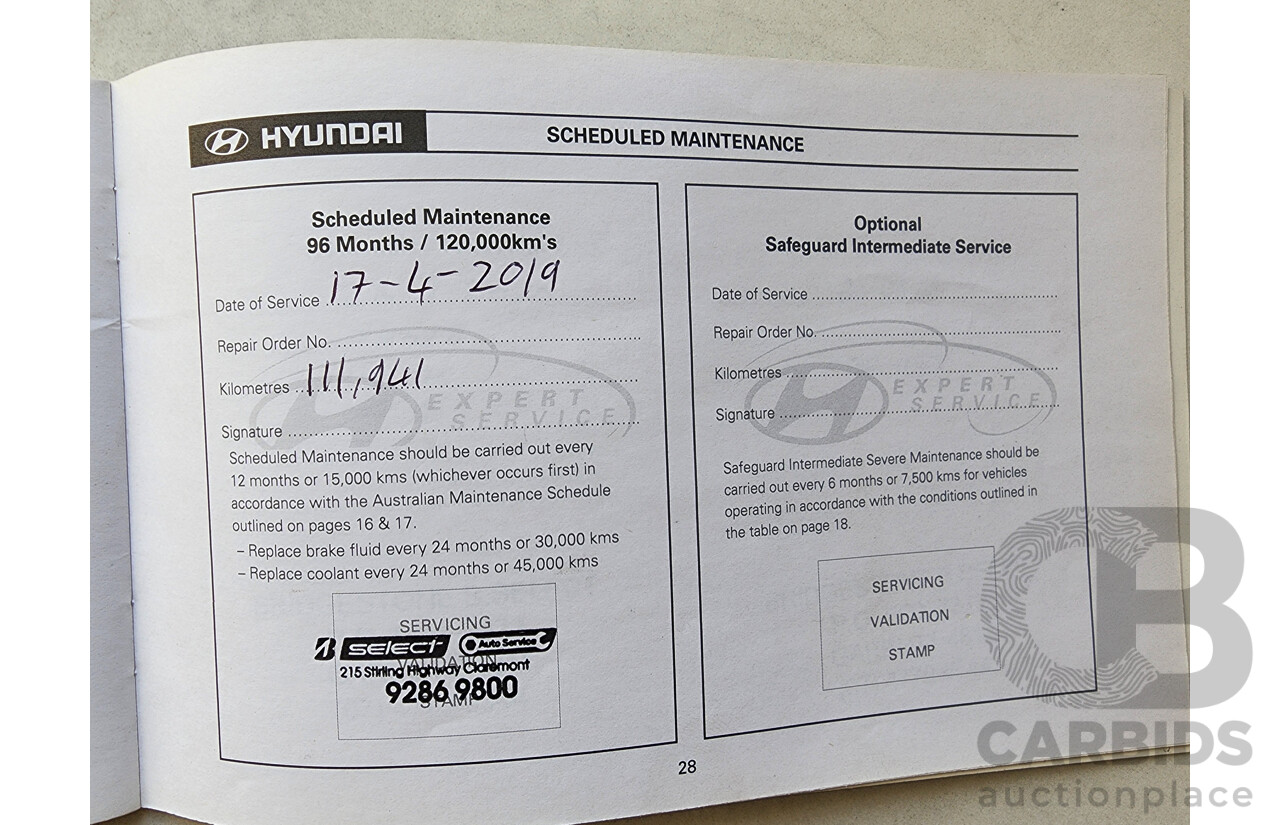 HYUNDAI
SCHEDULED MAINTENANCE
Scheduled Maintenance
96 Months / 120,000km's
Date of Service 17-4-2019
Repair Order No.
Kilometres 111,941
EXPERT
SERVICE
Signature
Scheduled Maintenance should be carried out every
12 months or 15,000 kms (whichever occurs first) in
accordance with the Australian Maintenance Schedule
outlined on pages 16 & 17.
– Replace brake fluid every 24 months or 30,000 kms
– Replace coolant every 24 months or 45,000 kms
SERVICING
select Auto Service
VALIDATION
215 Stirling Highway Claremont
9286 9800
STAMP
Optional
Safeguard Intermediate Service
Date of Service
Repair Order No.
Kilometres
EXPERT
SERVICE
Signature
Safeguard Intermediate Severe Maintenance should be
carried out every 6 months or 7,500 kms for vehicles
operating in accordance with the conditions outlined in
the table on page 18.
SERVICING
VALIDATION
STAMP
28
CB
CARBIDS
auctionplace